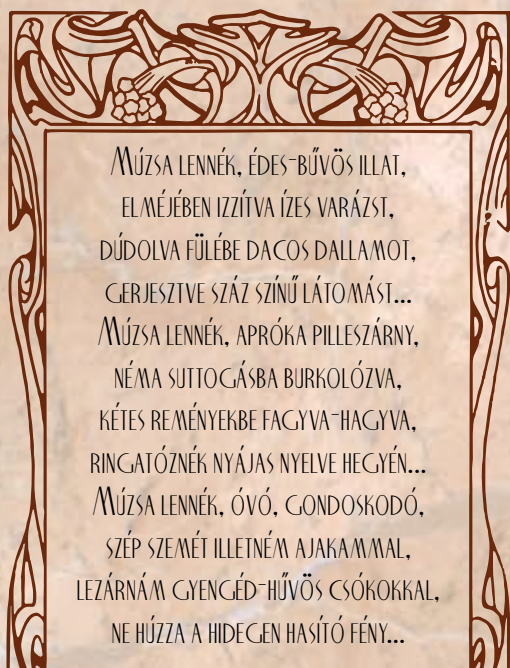 Múzsa lennék, édes-bűvös illat,
elméjében izzítva ízes varázst,
dúdolva fülébe dacos dallamot,
gerjesztve száz színű látomást...
Múzsa lennék, apróka pilleszárny,
néma suttogásba burkolózva,
kétes reményekbe fagyva-hagyva,
ringatóznék nyájas nyelve hegyén...
Múzsa lennék, óvó, gondoskodó,
szép szemét illetném ajakammal,
lezárnám gyengéd-hűvös csókokkal,
ne húzza a hidegen hasító fény...